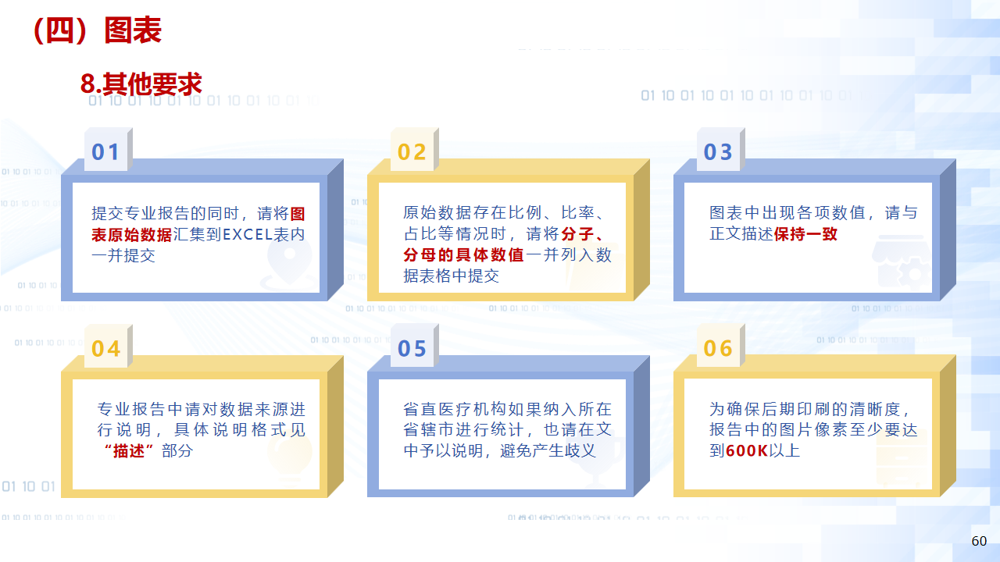 （四）图表
8.其他要求
01
提交专业报告的同时，请将图
表原始数据汇集到EXCEL表内
一并提交
02
原始数据存在比例、比率、
占比等情况时，请将分子、
分母的具体数值一并列入数
据表格中提交
03
图表中出现各项数值，请与
正文描述保持一致
04
专业报告中请对数据来源进
行说明，具体说明格式见
“描述”部分
05
省直医疗机构如果纳入所在
省辖市进行统计，也请在文
中予以说明，避免产生歧义
06
为确保后期印刷的清晰度，
报告中的图片像素至少要达
到600K以上
60